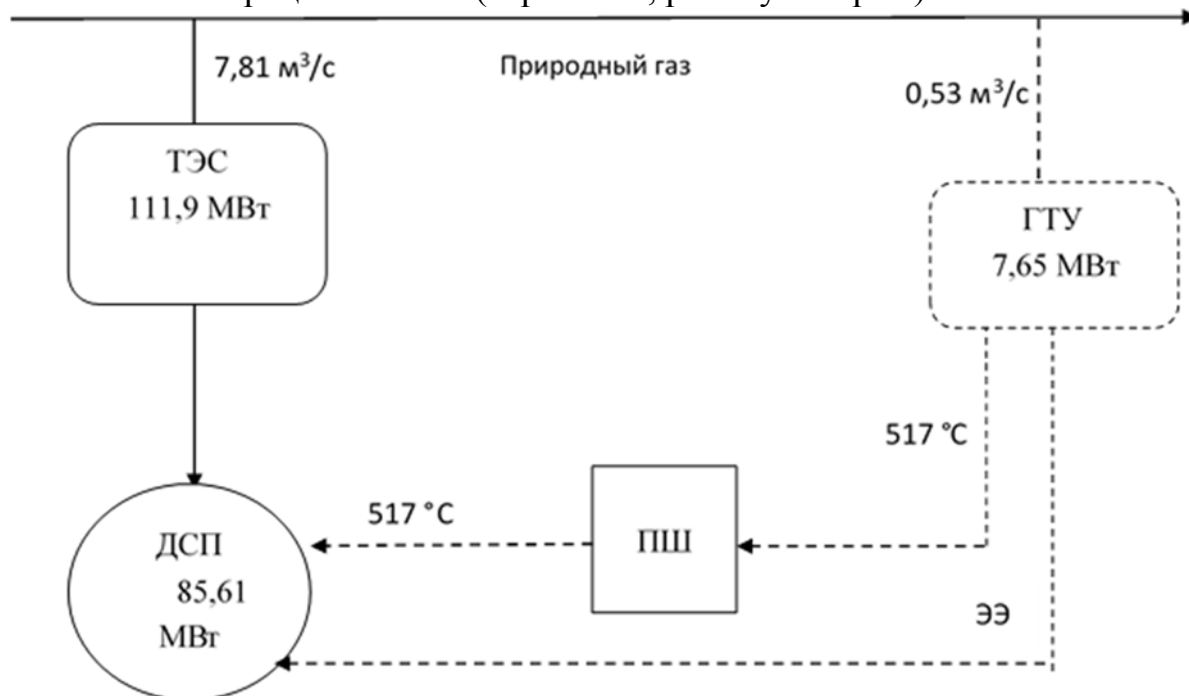 7,81 м³/с
Природный газ
0,53 м³/с
ТЭС
111,9 МВт
ГТУ
7,65 МВт
517 °C
517 °C
ПШ
ДСП
85,61
МВт
ЭЭ